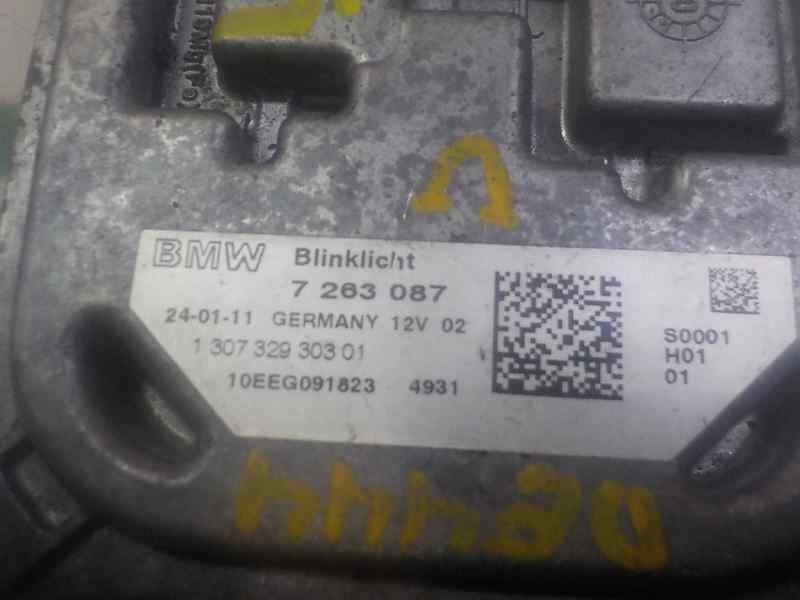 BMW Blinklicht
7 263 087
24-01-11 GERMANY 12V 02
1 307 329 303 01
10EEG091823 4931
S0001
H01
01